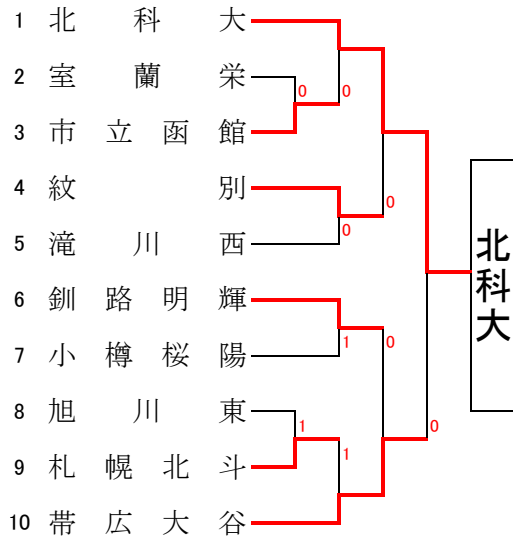 1 北科大
2 室蘭栄
0
0
3 市立函館
4 紋別
0
0
5 滝川西
北科大
6 釧路明輝
7 小樽桜陽
1
0
8 旭川東
1
0
9 札幌北斗
1
10 帯広大谷